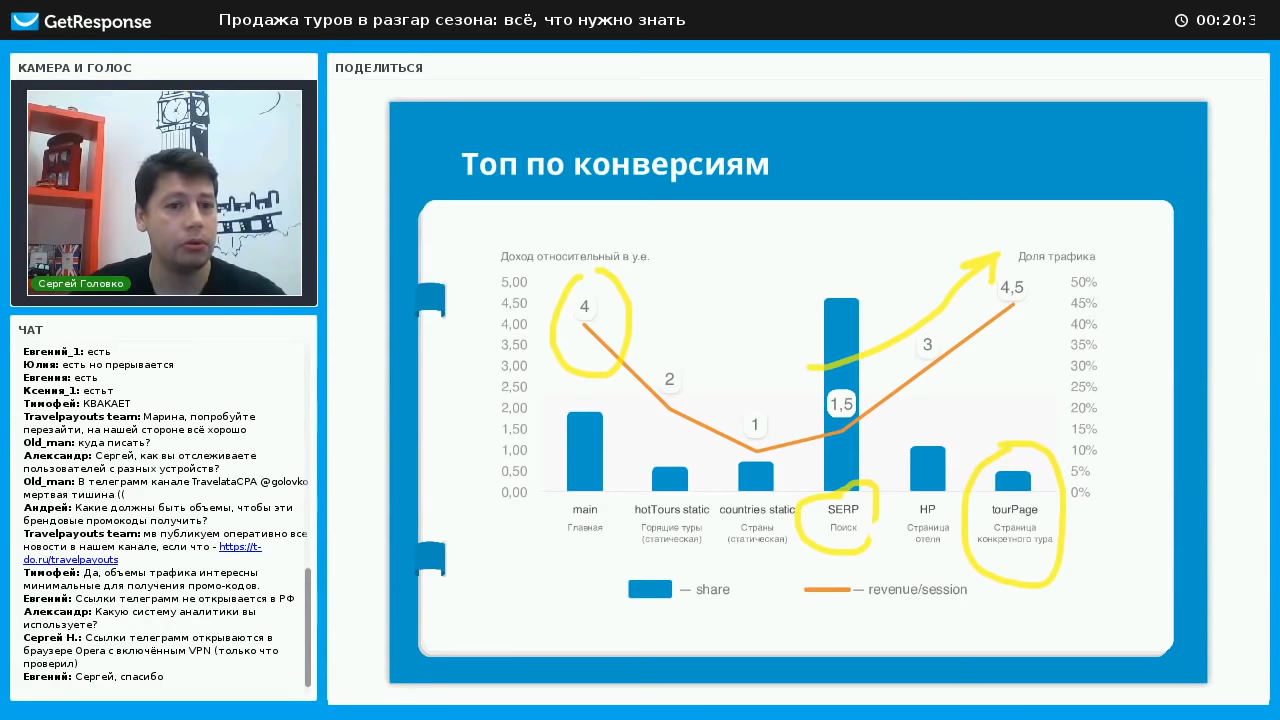 GetResponse
Продажа туров в разгар сезона: всё, что нужно знать
00:20:3
КАМЕРА И ГОЛОС
Сергей Головко
ЧАТ
Евгений_1: есть
Юлия: есть но прерывается
Евгения: есть
Ксения_1: естьт
Тимофей: КВАКАЕТ
Travelpayouts team: Марина, попробуйте
перезайти, на нашей стороне всё хорошо
Old_man: куда писать?
Александр: Сергей, как вы отслеживаете
пользователей с разных устройств?
Old_man: В телеграмм канале TravelataCPA @golovko
мертвая тишина ((
Андрей: Какие должны быть объемы, чтобы эти
брендовые промокоды получить?
Travelpayouts team: мв публикуем оперативно все
новости в нашем канале, если что - https://t-
do.ru/travelpayouts
Тимофей: Да, объемы трафика интересны
минимальные для получения промо-кодов.
Евгений: Ссылки телеграмм не открывается в РФ
Александр: Какую систему аналитики вы
используете?
Сергей Н.: Ссылки телеграмм открываются в
браузере Opera с включённым VPN (только что
проверил)
Евгений: Сергей, спасибо
ПОДЕЛИТЬСЯ
Топ по конверсиям
Доход относительный в у.е.
Доля трафика
5,00
4,50
4,00
3,50
3,00
2,50
2,00
1,50
1,00
0,50
0,00
4
2
1
1,5
3
4,5
50%
45%
40%
35%
30%
25%
20%
15%
10%
5%
0%
main
Главная
hotTours static
Горящие туры
(статическая)
countries static
Страны
(статическая)
SERP
Поиск
HP
Страница
отеля
tourPage
Страница
конкретного тура
— share
— revenue/session